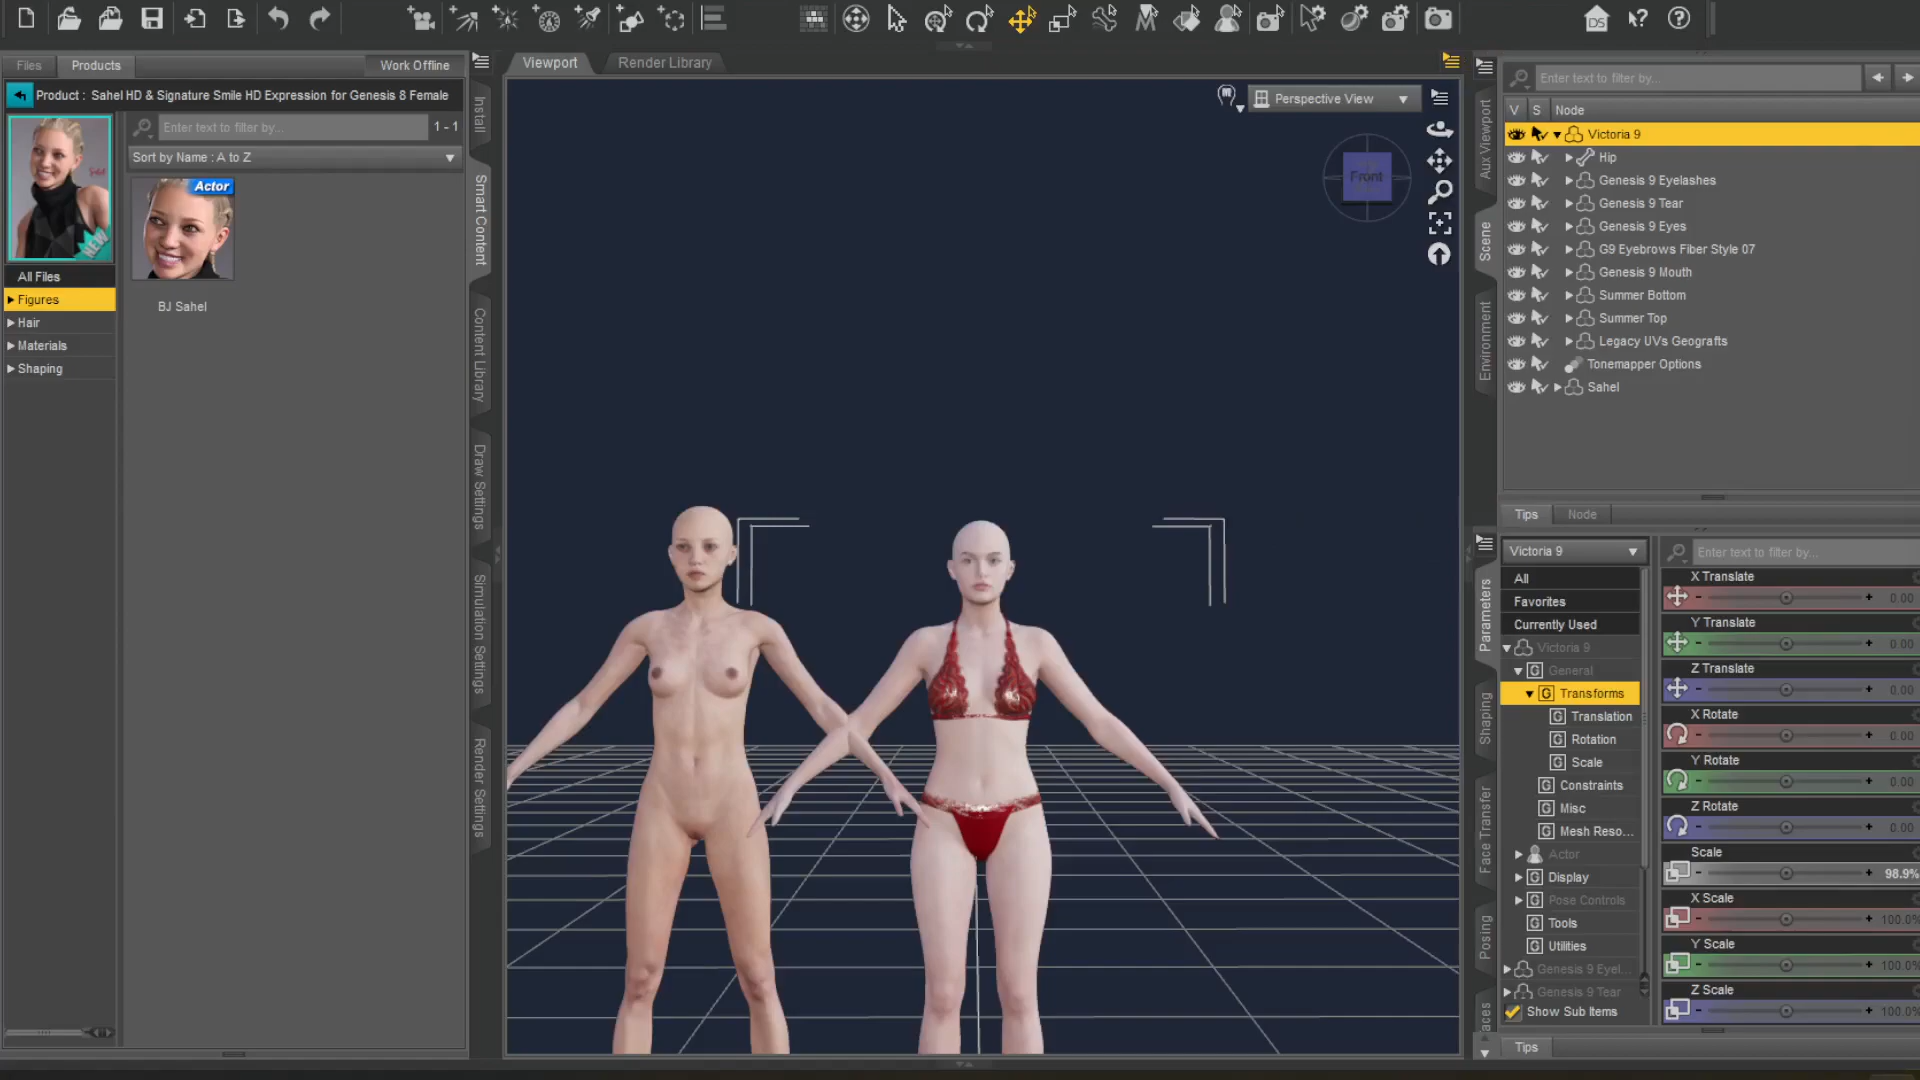 DS
Files
Products
Work Offline
Product :  Sahel HD & Signature Smile HD Expression for Genesis 8 Female
Enter text to filter by...
1 - 1
Sort by Name : A to Z
Sahel
NEW
Actor
BJ Sahel
All Files
Figures
Hair
Materials
Shaping
Install
Smart Content
Content Library
Draw Settings
Simulation Settings
Render Settings
Viewport
Render Library
Perspective View
Front
Aux Viewport
Scene
Environment
Enter text to filter by...
V
S
Node
Victoria 9
Hip
Genesis 9 Eyelashes
Genesis 9 Tear
Genesis 9 Eyes
G9 Eyebrows Fiber Style 07
Genesis 9 Mouth
Summer Bottom
Summer Top
Legacy UVs Geografts
Tonemapper Options
Sahel
Tips
Node
Parameters
Shaping
Face Transfer
Posing
Victoria 9
Enter text to filter by...
All
Favorites
Currently Used
Victoria 9
General
Transforms
Translation
Rotation
Scale
Constraints
Misc
Mesh Reso...
Actor
Display
Pose Controls
Tools
Utilities
Genesis 9 Eyel...
Genesis 9 Tear
Show Sub Items
X Translate
0.00
Y Translate
0.00
Z Translate
0.00
X Rotate
0.00
Y Rotate
0.00
Z Rotate
0.00
Scale
98.9%
X Scale
100.0%
Y Scale
100.0%
Z Scale
100.0%
Tips